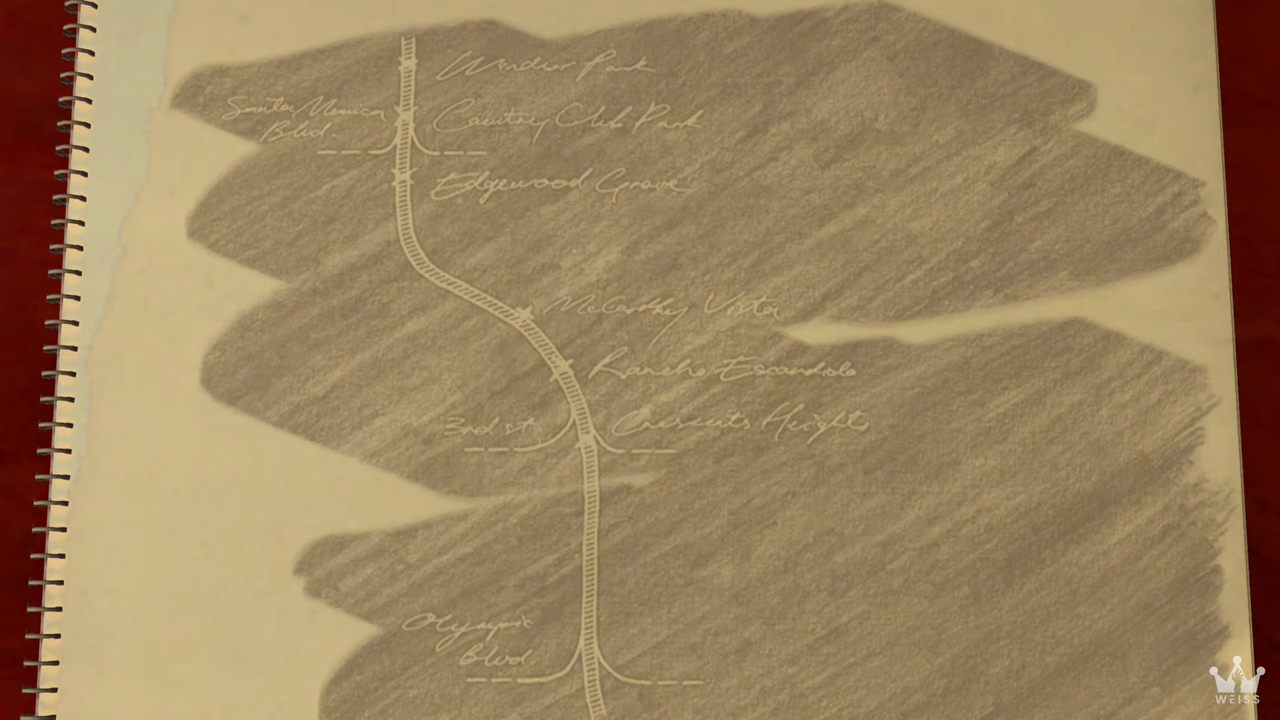 Windsor Park
Santa Monica
Blvd.
Country Club Park
Edgewood Grove
McCarthy Vista
Rancho Escondido
3rd st
Crescents Height
Olympic
Blvd.
WEISS